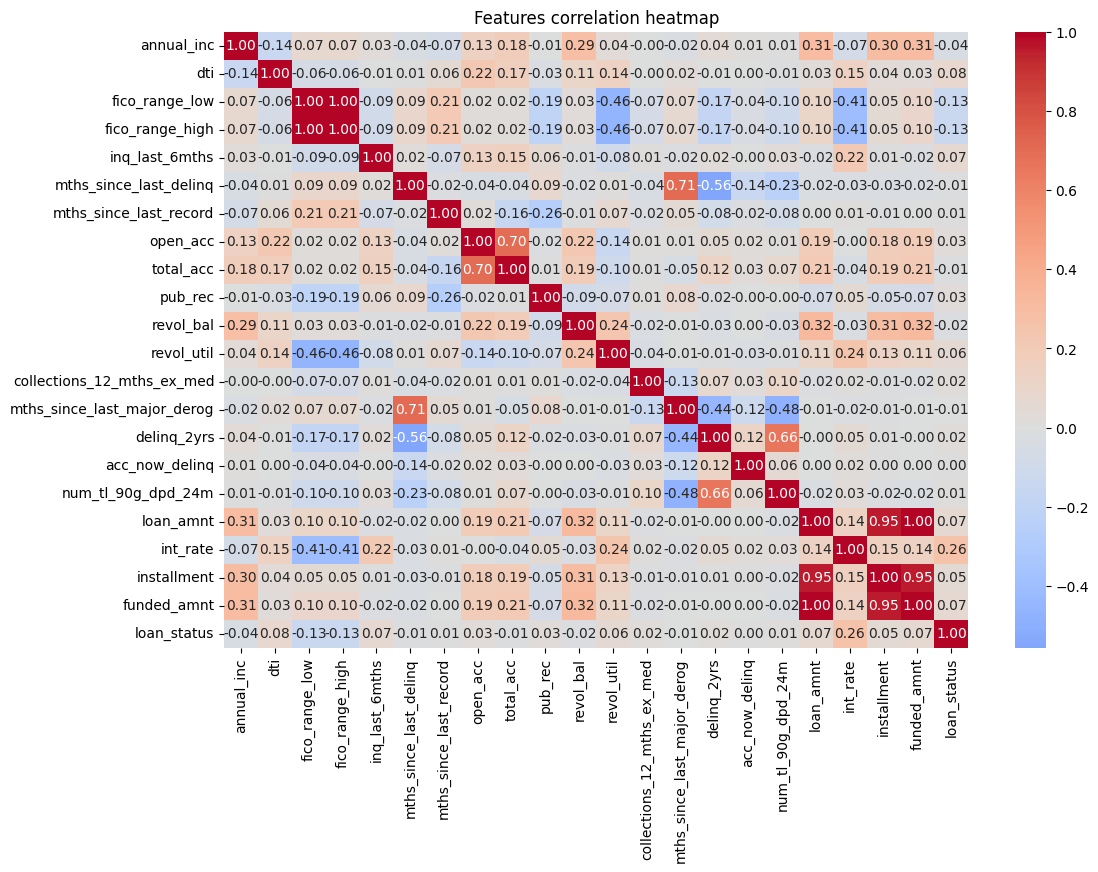 Features correlation heatmap
annual_inc 1.00 -0.14 0.07 0.07 0.03 -0.04 -0.07 0.13 0.18 -0.01 0.29 0.04 -0.00 -0.02 0.04 0.01 0.01 0.31 -0.07 0.30 0.31 -0.04
dti -0.14 1.00 -0.06 -0.06 -0.01 0.01 0.06 0.22 0.17 -0.03 0.11 0.14 -0.00 0.02 -0.01 0.00 -0.01 0.03 0.15 0.04 0.03 0.08
fico_range_low 0.07 -0.06 1.00 1.00 -0.09 0.09 0.21 0.02 0.02 -0.19 0.03 -0.46 -0.07 0.07 -0.17 -0.04 -0.10 0.10 -0.41 0.05 0.10 -0.13
fico_range_high 0.07 -0.06 1.00 1.00 -0.09 0.09 0.21 0.02 0.02 -0.19 0.03 -0.46 -0.07 0.07 -0.17 -0.04 -0.10 0.10 -0.41 0.05 0.10 -0.13
inq_last_6mths 0.03 -0.01 -0.09 -0.09 1.00 0.02 -0.07 0.13 0.15 0.06 -0.01 -0.08 0.01 -0.02 0.02 -0.00 0.03 -0.02 0.22 0.01 -0.02 0.07
mths_since_last_delinq -0.04 0.01 0.09 0.09 0.02 1.00 -0.02 -0.04 -0.04 0.09 -0.02 0.01 -0.04 0.71 -0.56 -0.14 -0.23 -0.02 -0.03 -0.03 -0.02 -0.01
mths_since_last_record -0.07 0.06 0.21 0.21 -0.07 -0.02 1.00 0.02 -0.16 -0.26 -0.01 0.07 -0.02 0.05 -0.08 -0.02 -0.08 0.00 0.01 -0.01 0.00 0.01
open_acc 0.13 0.22 0.02 0.02 0.13 -0.04 0.02 1.00 0.70 -0.02 0.22 -0.14 0.01 0.01 0.05 0.02 0.01 0.19 -0.00 0.18 0.19 0.03
total_acc 0.18 0.17 0.02 0.02 0.15 -0.04 -0.16 0.70 1.00 0.01 0.19 -0.10 0.01 -0.05 0.12 0.03 0.07 0.21 -0.04 0.19 0.21 -0.01
pub_rec -0.01 -0.03 -0.19 -0.19 0.06 0.09 -0.26 -0.02 0.01 1.00 -0.09 -0.07 0.01 0.08 -0.02 -0.00 -0.00 -0.07 0.05 -0.05 -0.07 0.03
revol_bal 0.29 0.11 0.03 0.03 -0.01 -0.02 -0.01 0.22 0.19 -0.09 1.00 0.24 -0.02 -0.01 -0.03 0.00 -0.03 0.32 -0.03 0.31 0.32 -0.02
revol_util 0.04 0.14 -0.46 -0.46 -0.08 0.01 0.07 -0.14 -0.10 -0.07 0.24 1.00 -0.04 -0.01 -0.01 -0.03 -0.01 0.11 0.24 0.13 0.11 0.06
collections_12_mths_ex_med -0.00 -0.00 -0.07 -0.07 0.01 -0.04 -0.02 0.01 0.01 0.01 -0.02 -0.04 1.00 -0.13 0.07 0.03 0.10 -0.02 0.02 -0.01 -0.02 0.02
mths_since_last_major_derog -0.02 0.02 0.07 0.07 -0.02 0.71 0.05 0.01 -0.05 0.08 -0.01 -0.01 -0.13 1.00 -0.44 -0.12 -0.48 -0.01 -0.02 -0.01 -0.01 -0.01
delinq_2yrs 0.04 -0.01 -0.17 -0.17 0.02 -0.56 -0.08 0.05 0.12 -0.02 -0.03 -0.01 0.07 -0.44 1.00 0.12 0.66 -0.00 0.05 0.01 -0.00 0.02
acc_now_delinq 0.01 0.00 -0.04 -0.04 -0.00 -0.14 -0.02 0.02 0.03 -0.00 0.00 -0.03 0.03 -0.12 0.12 1.00 0.06 0.00 0.02 0.00 0.00 0.00
num_tl_90g_dpd_24m 0.01 -0.01 -0.10 -0.10 0.03 -0.23 -0.08 0.01 0.07 -0.00 -0.03 -0.01 0.10 -0.48 0.66 0.06 1.00 -0.02 0.03 -0.02 -0.02 0.01
loan_amnt 0.31 0.03 0.10 0.10 -0.02 -0.02 0.00 0.19 0.21 -0.07 0.32 0.11 -0.02 -0.01 -0.00 0.00 -0.02 1.00 0.14 0.95 1.00 0.07
int_rate -0.07 0.15 -0.41 -0.41 0.22 -0.03 0.01 -0.00 -0.04 0.05 -0.03 0.24 0.02 -0.02 0.05 0.02 0.03 0.14 1.00 0.15 0.14 0.26
installment 0.30 0.04 0.05 0.05 0.01 -0.03 -0.01 0.18 0.19 -0.05 0.31 0.13 -0.01 -0.01 0.01 0.00 -0.02 0.95 0.15 1.00 0.95 0.05
funded_amnt 0.31 0.03 0.10 0.10 -0.02 -0.02 0.00 0.19 0.21 -0.07 0.32 0.11 -0.02 -0.01 -0.00 0.00 -0.02 1.00 0.14 0.95 1.00 0.07
loan_status -0.04 0.08 -0.13 -0.13 0.07 -0.01 0.01 0.03 -0.01 0.03 -0.02 0.06 0.02 -0.01 0.02 0.00 0.01 0.07 0.26 0.05 0.07 1.00
annual_inc
dti
fico_range_low
fico_range_high
inq_last_6mths
mths_since_last_delinq
mths_since_last_record
open_acc
total_acc
pub_rec
revol_bal
revol_util
collections_12_mths_ex_med
mths_since_last_major_derog
delinq_2yrs
acc_now_delinq
num_tl_90g_dpd_24m
loan_amnt
int_rate
installment
funded_amnt
loan_status
1.0
0.8
0.6
0.4
0.2
0.0
−0.2
−0.4